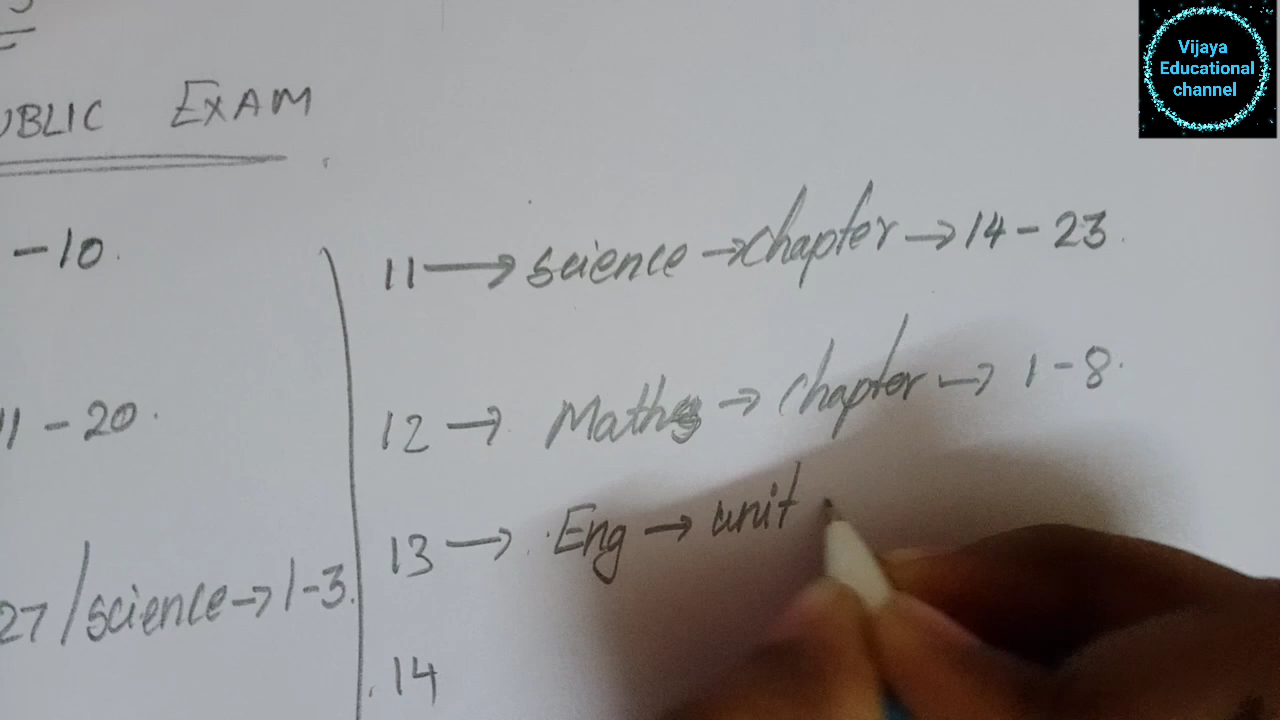 Vijaya
Educational
channel
EXAM
-10.
11 - 20.
27/science → 1-3.
11 → science → chapter → 14 - 23.
12 → Maths → chapter → 1 - 8.
13 → Eng → unit
14